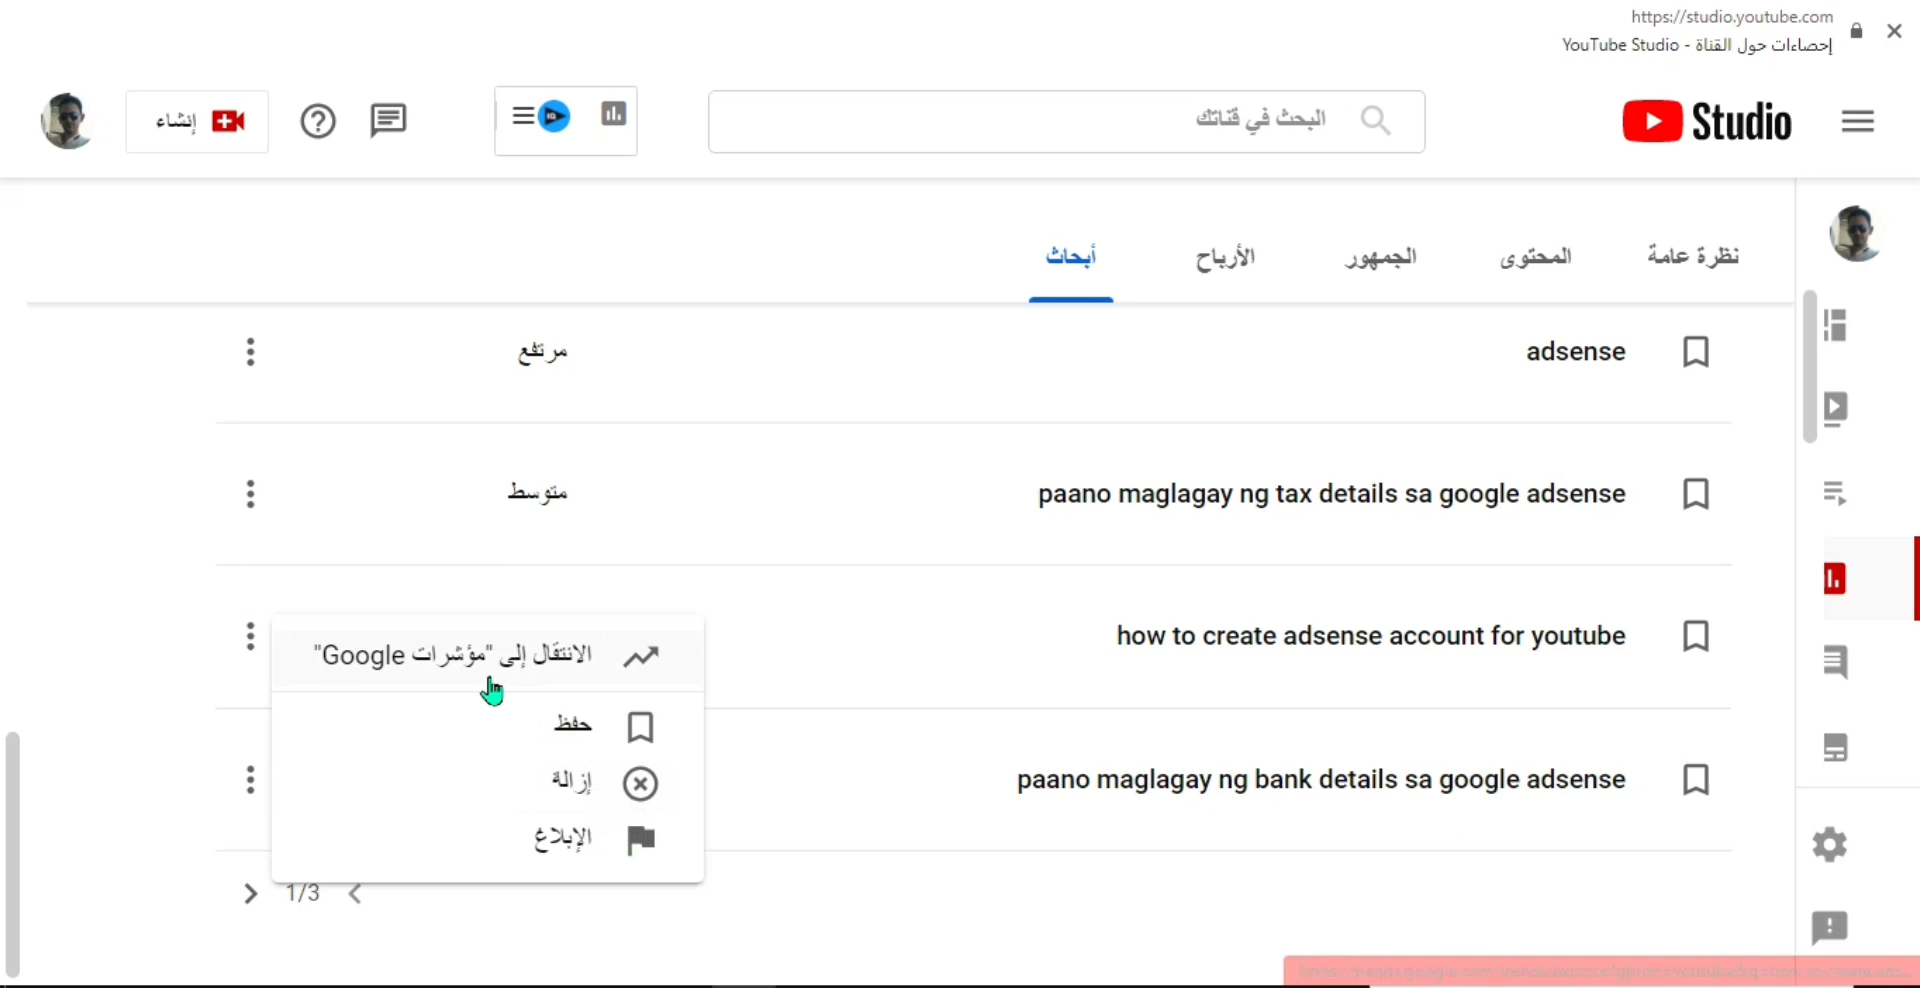 https://studio.youtube.com
إحصاءات حول القناة - YouTube Studio
Studio
البحث في قناتك
إنشاء
نظرة عامة
المحتوى
الجمهور
الأرباح
أبحاث
adsense
مرتفع
paano maglagay ng tax details sa google adsense
متوسط
how to create adsense account for youtube
الانتقال إلى "مؤشرات Google"
حفظ
إزالة
الإبلاغ
paano maglagay ng bank details sa google adsense
1/3